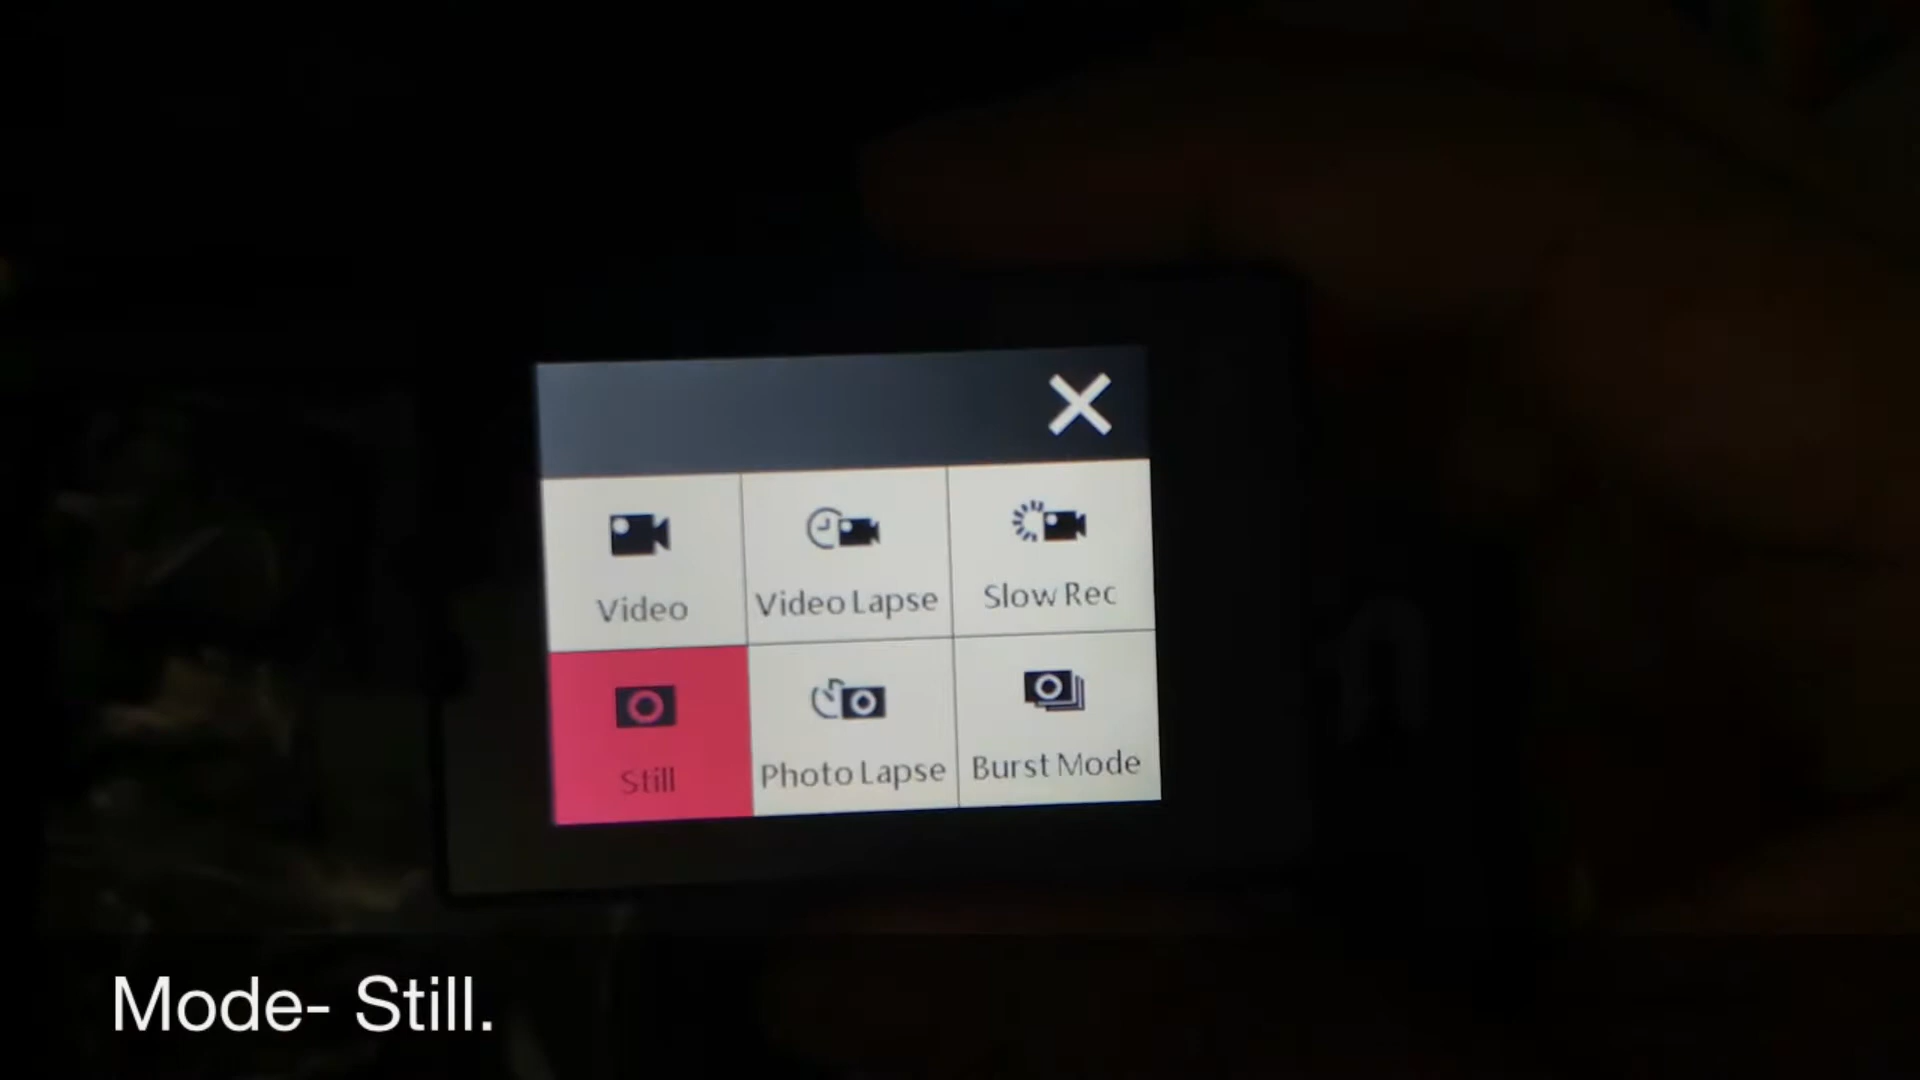 Video
Video Lapse
Slow Rec
Still
Photo Lapse
Burst Mode
Mode- Still.